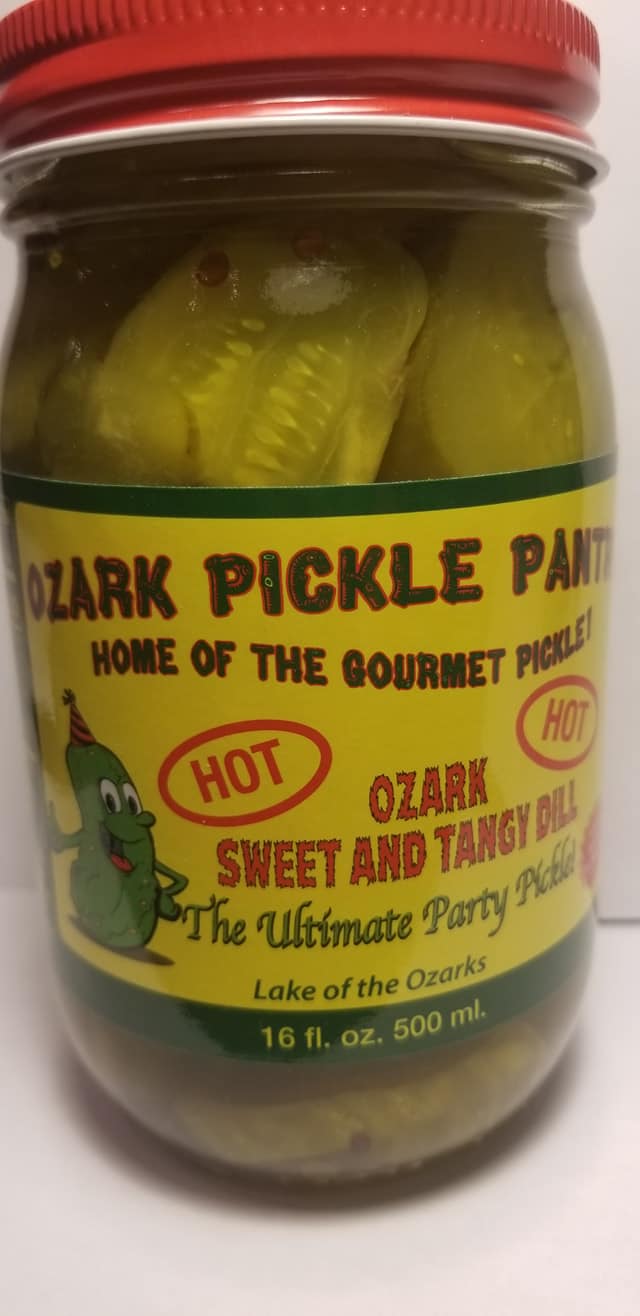 OZARK PICKLE PANT
HOME OF THE GOURMET PICKLE!
HOT
HOT
OZARK
SWEET AND TANGY DILL
The Ultimate Party Pickle!
Lake of the Ozarks
16 fl. oz. 500 ml.